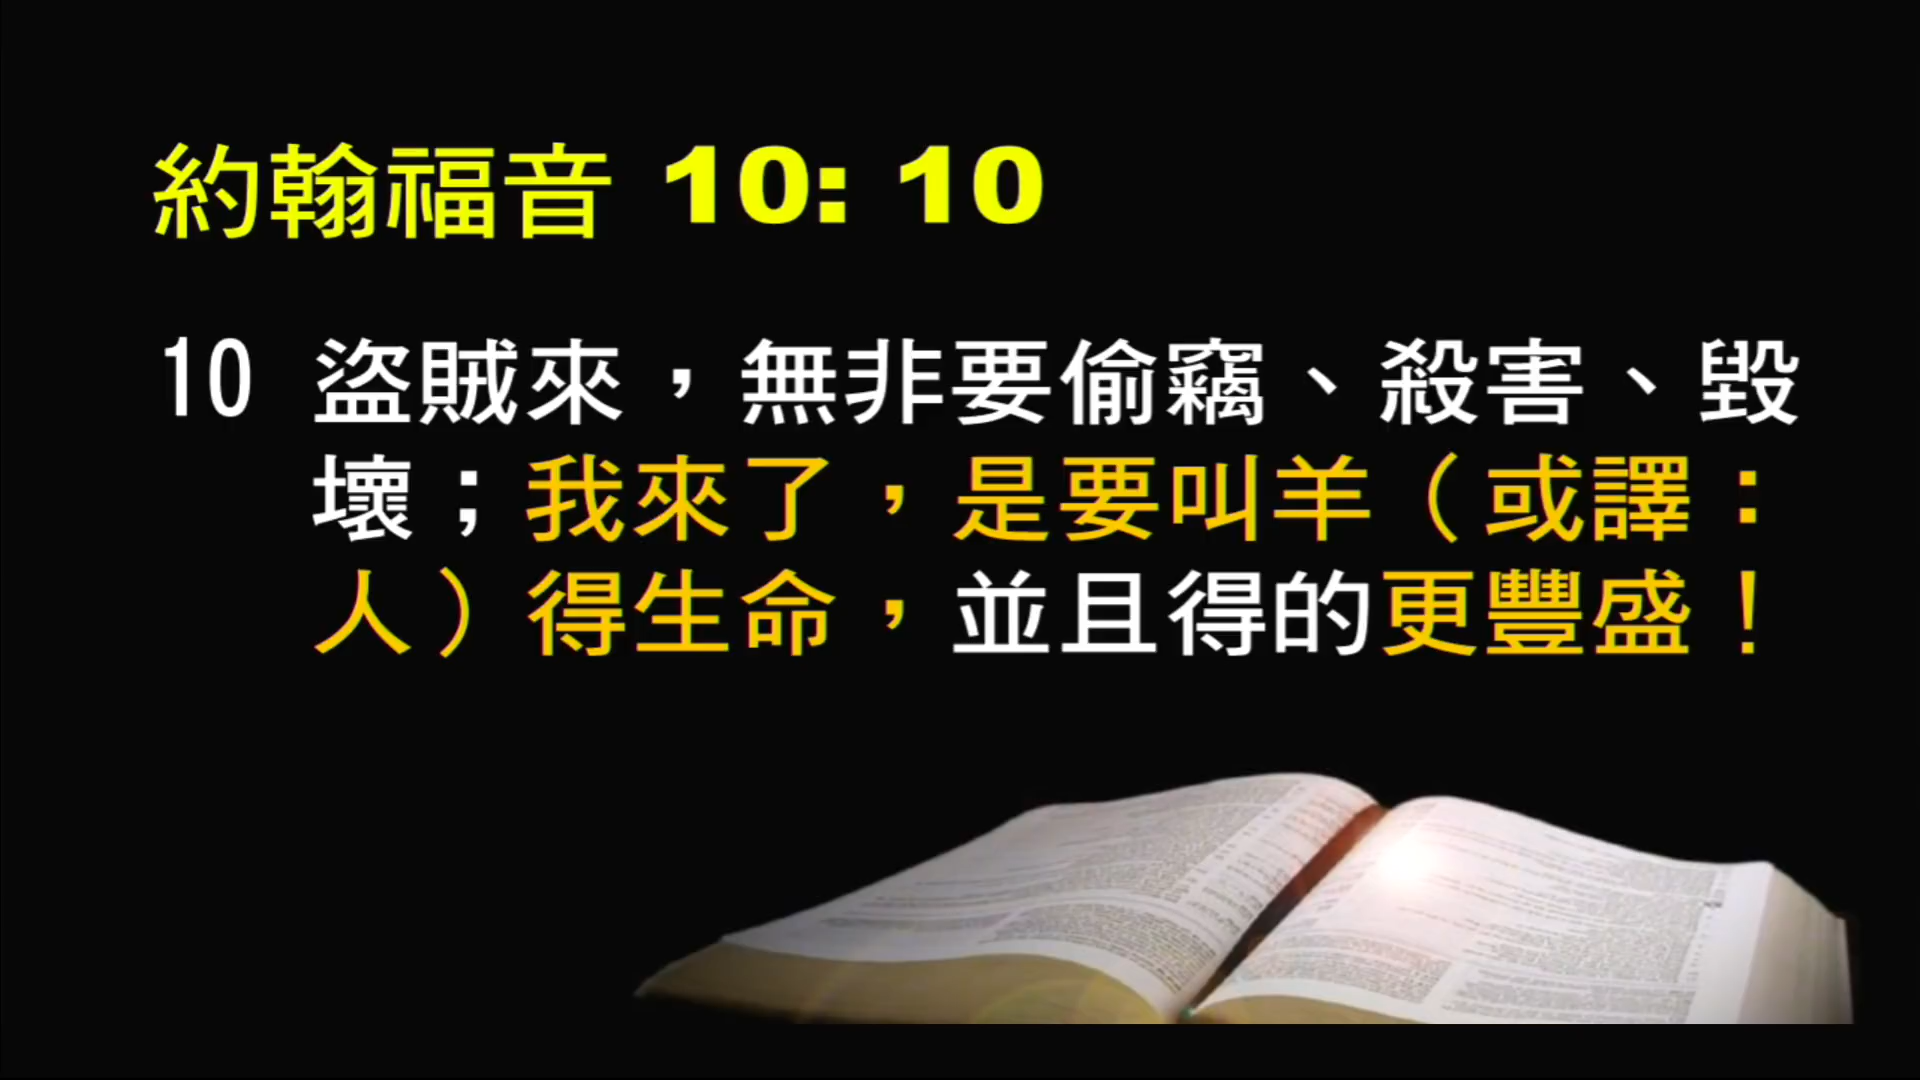 約翰福音 10: 10
10 盜賊來，無非要偷竊、殺害、毀
壞；我來了，是要叫羊（或譯：
人）得生命，並且得的更豐盛！